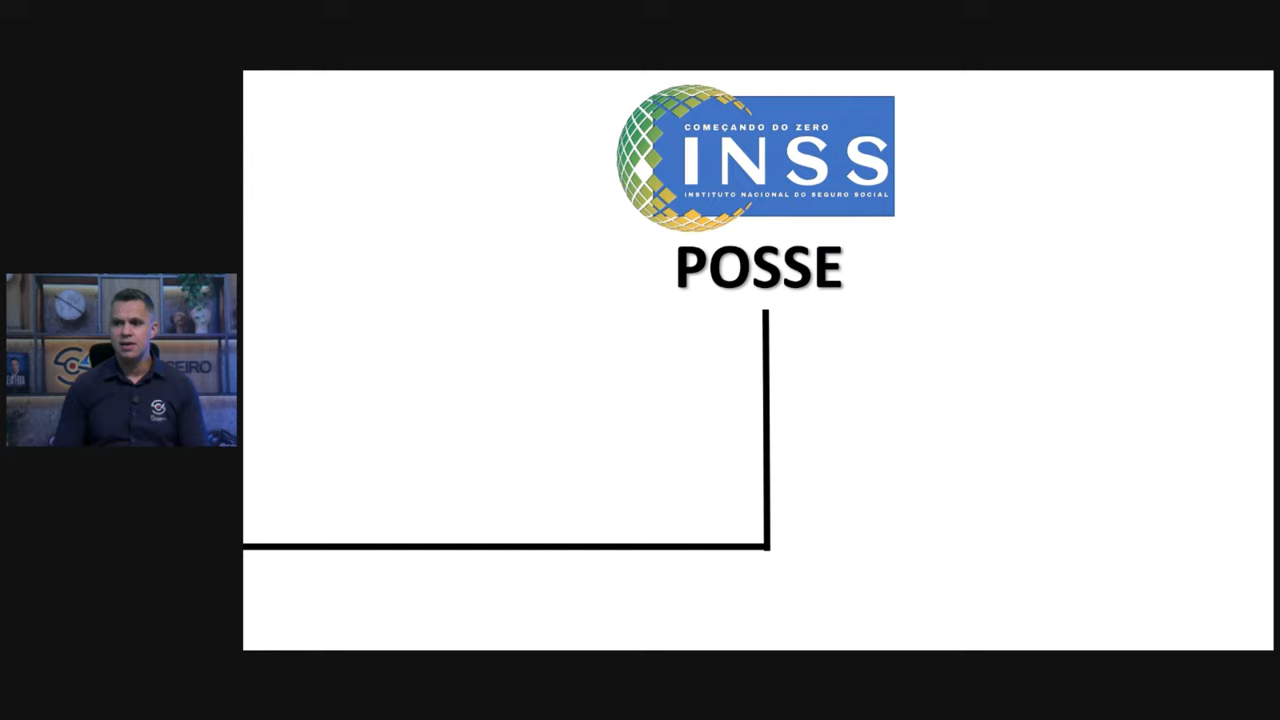 COMEÇANDO DO ZERO
INSS
INSTITUTO NACIONAL DO SEGURO SOCIAL
POSSE